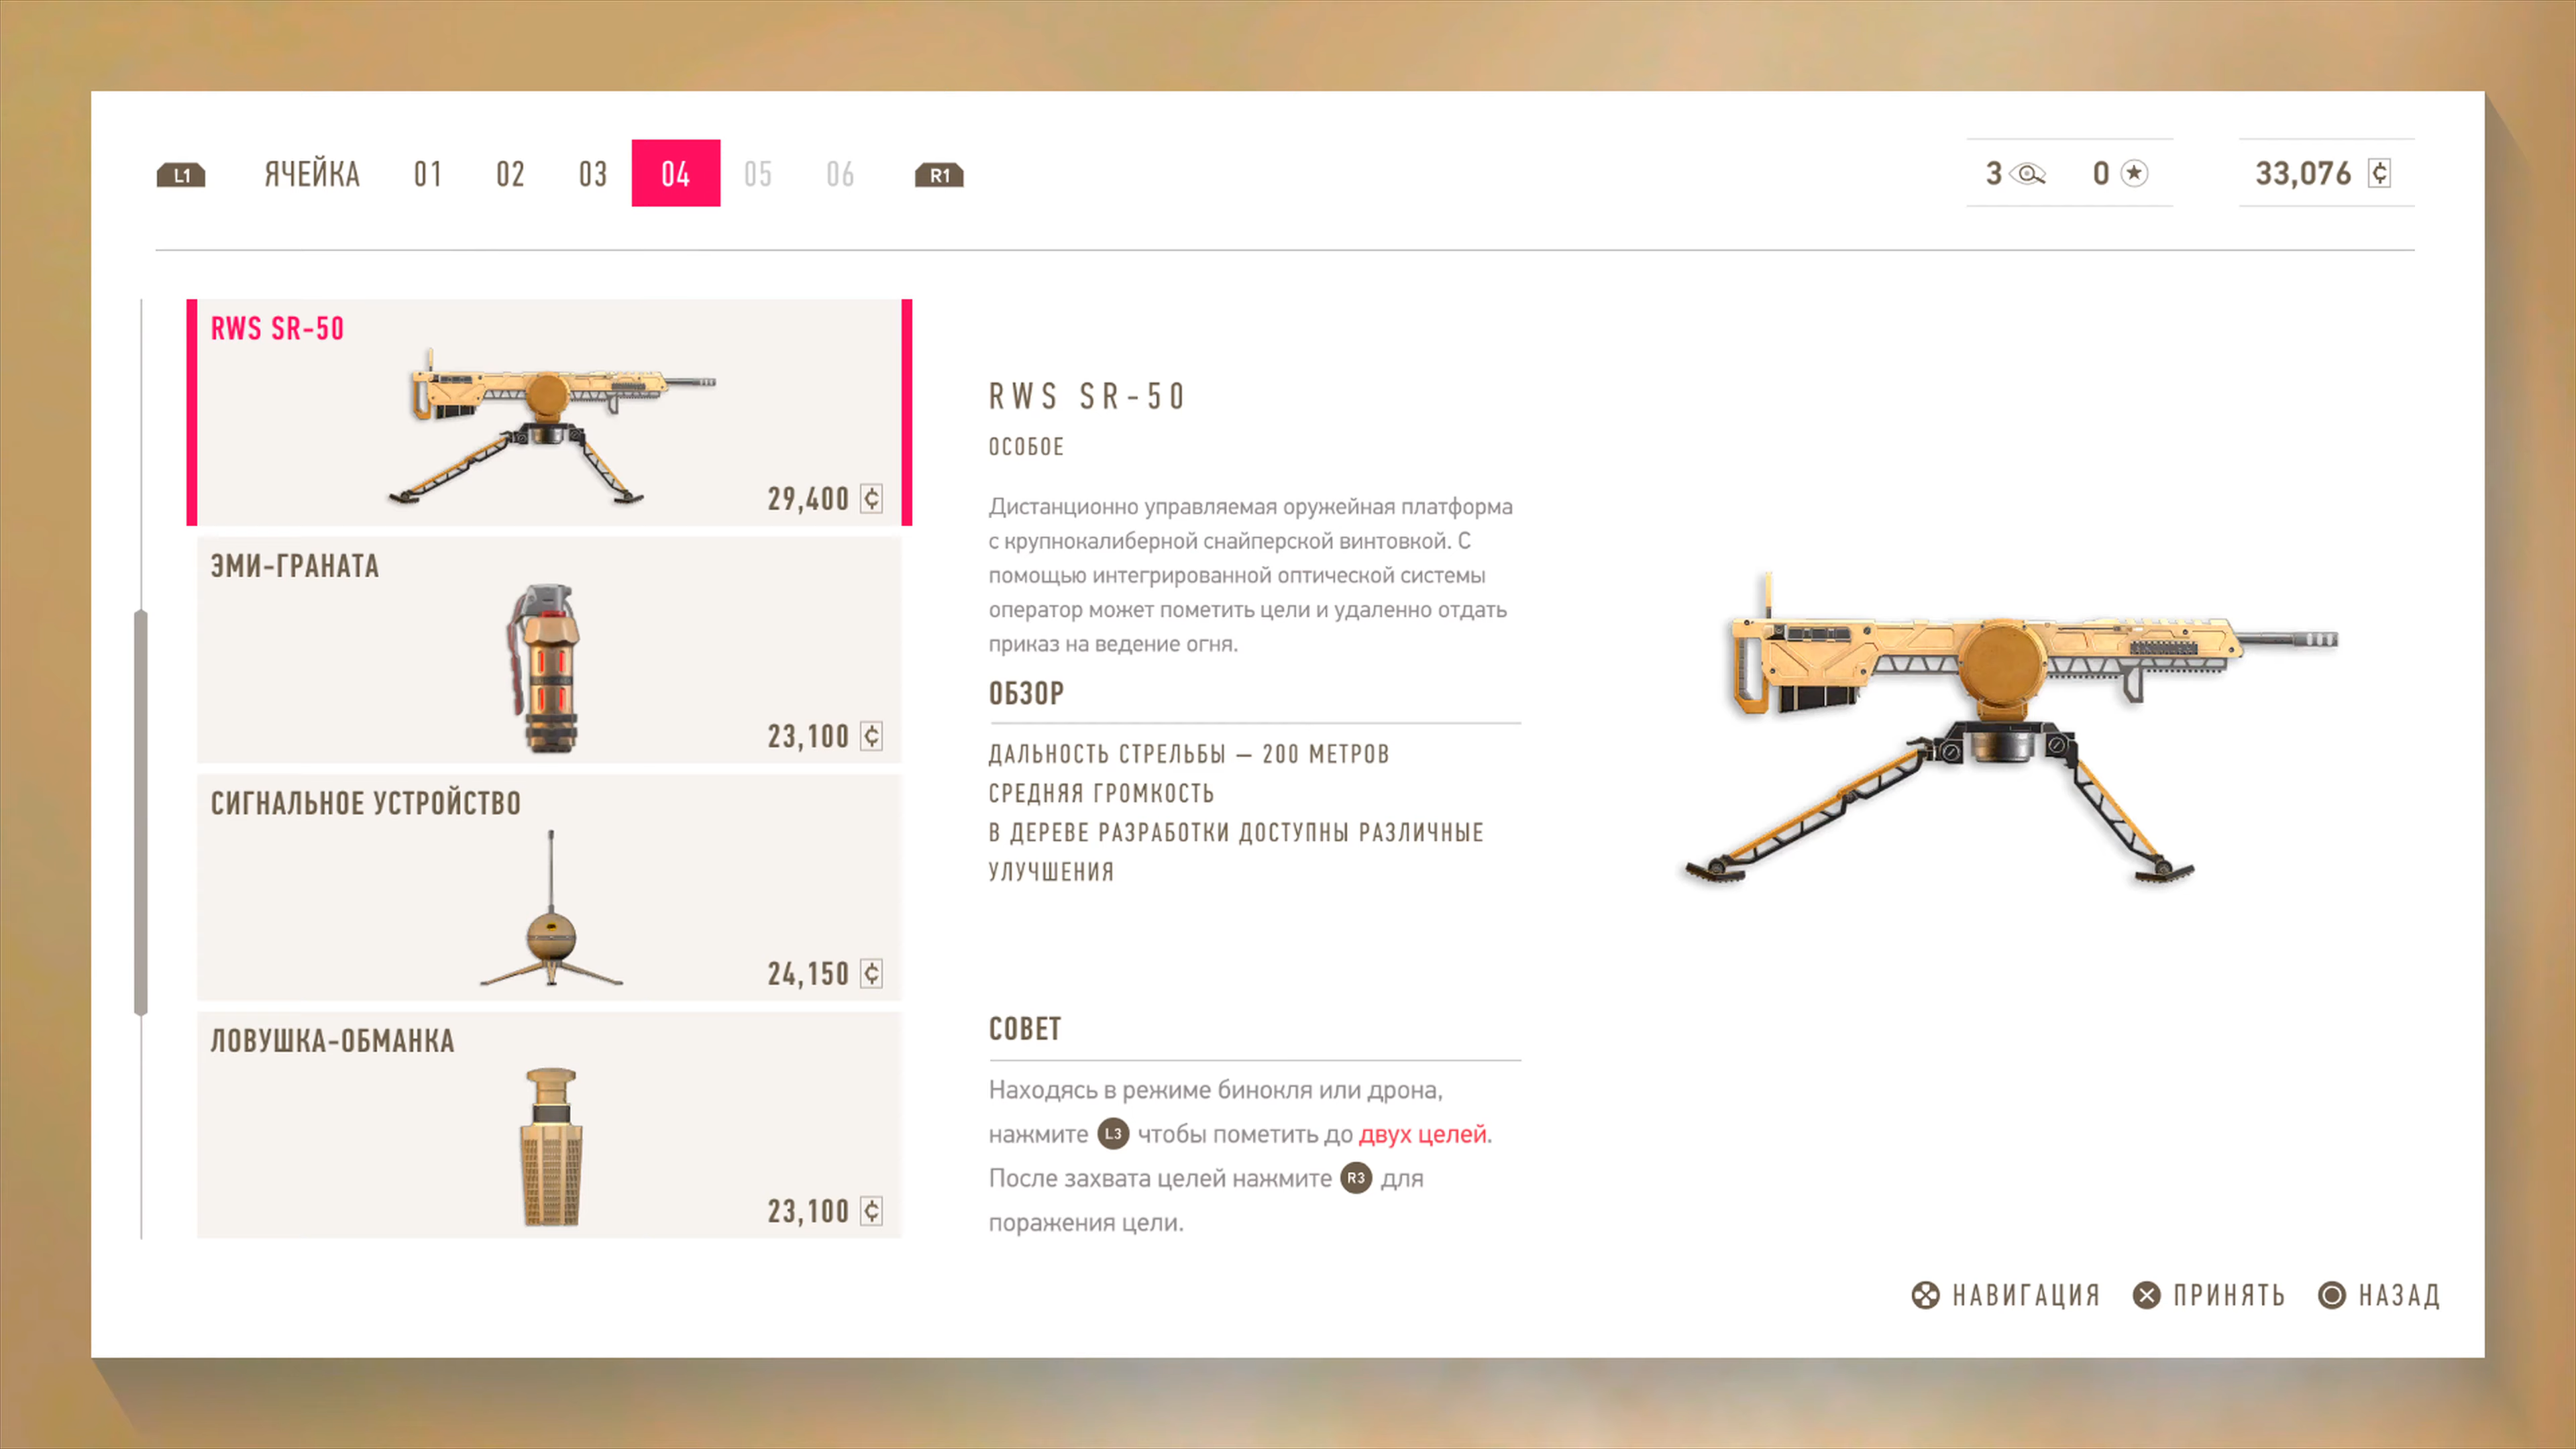 L1 ЯЧЕЙКА 01 02 03 04 05 06 R1 3 0 33,076
RWS SR-50
29,400
ЭМИ-ГРАНАТА
23,100
СИГНАЛЬНОЕ УСТРОЙСТВО
24,150
ЛОВУШКА-ОБМАНКА
23,100
RWS SR-50
ОСОБОЕ
Дистанционно управляемая оружейная платформа
с крупнокалиберной снайперской винтовкой. С
помощью интегрированной оптической системы
оператор может пометить цели и удаленно отдать
приказ на ведение огня.
ОБЗОР
ДАЛЬНОСТЬ СТРЕЛЬБЫ — 200 МЕТРОВ
СРЕДНЯЯ ГРОМКОСТЬ
В ДЕРЕВЕ РАЗРАБОТКИ ДОСТУПНЫ РАЗЛИЧНЫЕ
УЛУЧШЕНИЯ
СОВЕТ
Находясь в режиме бинокля или дрона,
нажмите L3 чтобы пометить до двух целей.
После захвата целей нажмите R3 для
поражения цели.
НАВИГАЦИЯ ПРИНЯТЬ НАЗАД